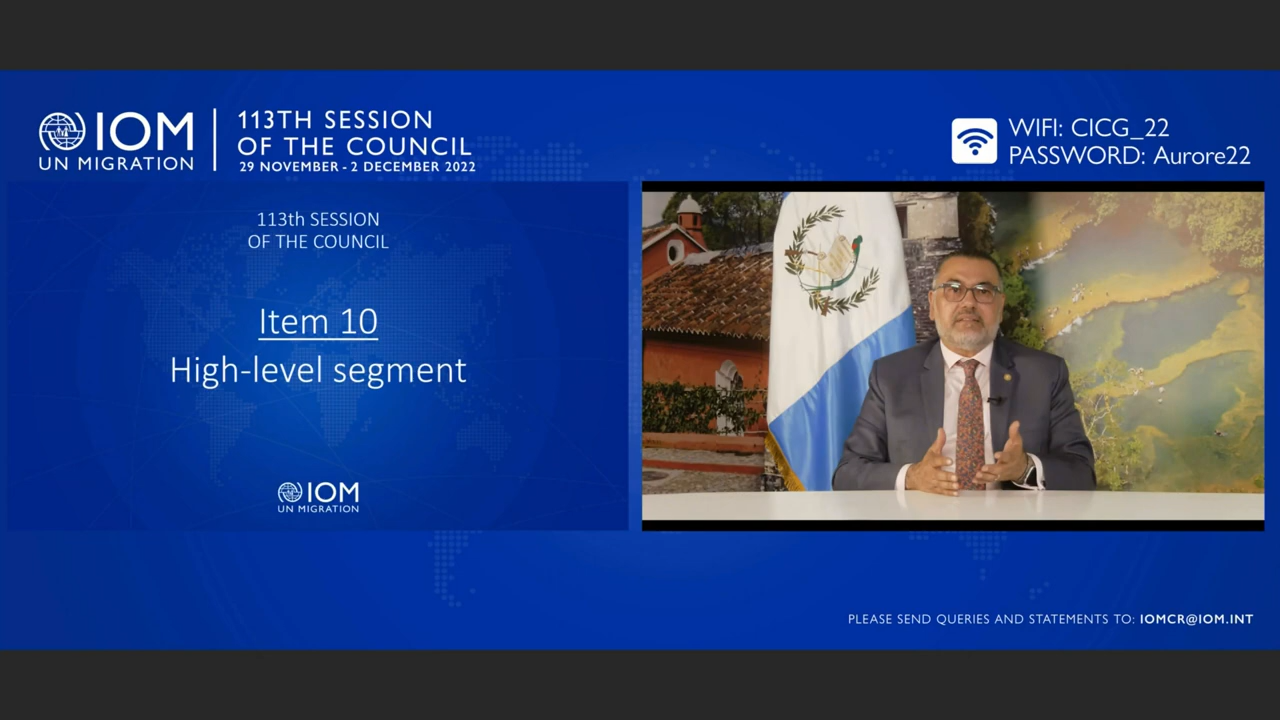 IOM
UN MIGRATION
113TH SESSION
OF THE COUNCIL
29 NOVEMBER - 2 DECEMBER 2022
WIFI: CICG_22
PASSWORD: Aurore22
113th SESSION
OF THE COUNCIL
Item 10
High-level segment
IOM
UN MIGRATION
PLEASE SEND QUERIES AND STATEMENTS TO: IOMCR@IOM.INT